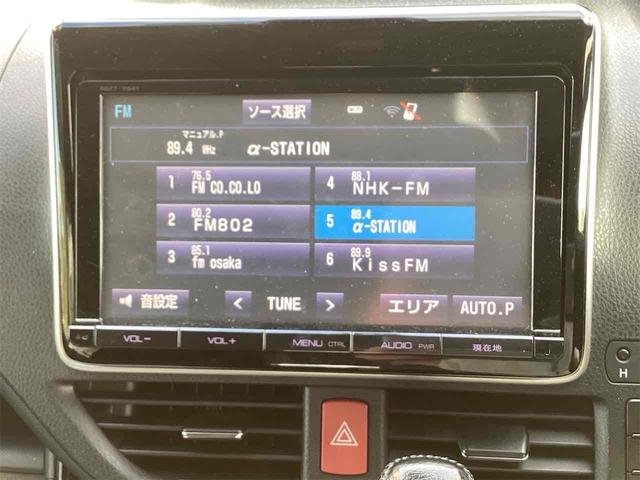 FM ソース選択
マニュアル.P
89.4 MHz α-STATION
1 76.5 FM CO.CO.LO
4 88.1 NHK-FM
2 80.2 FM802
5 89.4 α-STATION
3 85.1 fm osaka
6 89.9 KissFM
音設定 < TUNE > エリア AUTO.P
VOL− VOL+ MENU CTRL AUDIO PWR 現在地
H